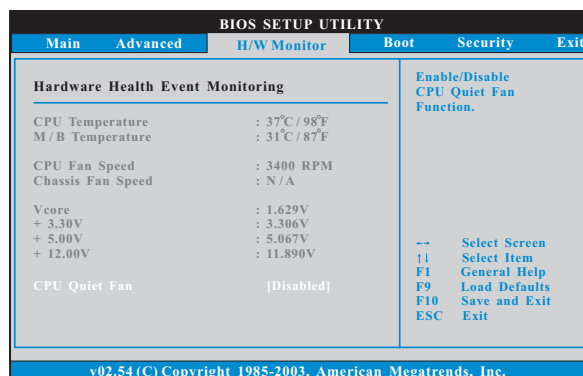 BIOS SETUP UTILITY
Main Advanced H/W Monitor Boot Security Exit
Hardware Health Event Monitoring
CPU Temperature : 37°C / 98°F
M / B Temperature : 31°C / 87°F
CPU Fan Speed : 3400 RPM
Chassis Fan Speed : N / A
Vcore : 1.629V
+ 3.30V : 3.306V
+ 5.00V : 5.067V
+ 12.00V : 11.890V
CPU Quiet Fan [Disabled]
Enable/Disable
CPU Quiet Fan
Function.
←→ Select Screen
↑↓ Select Item
F1 General Help
F9 Load Defaults
F10 Save and Exit
ESC Exit
v02.54 (C) Copyright 1985-2003, American Megatrends, Inc.